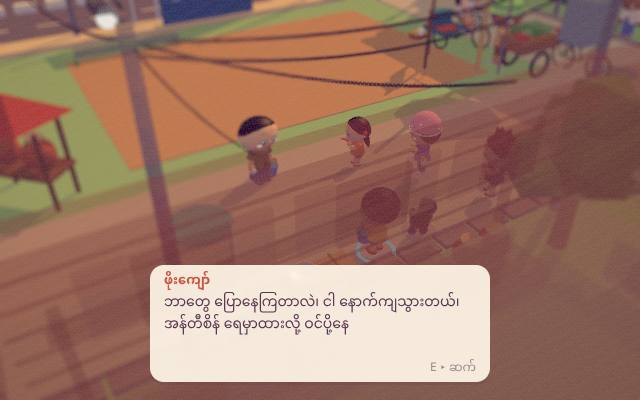 ဖိုးကျော်
ဘာတွေ ပြောနေကြတာလဲ၊ ငါ နောက်ကျသွားတယ်၊
အန်တီစိန် ရေမှာထားလို့ ဝင်ပို့နေ
E ‣ ဆက်